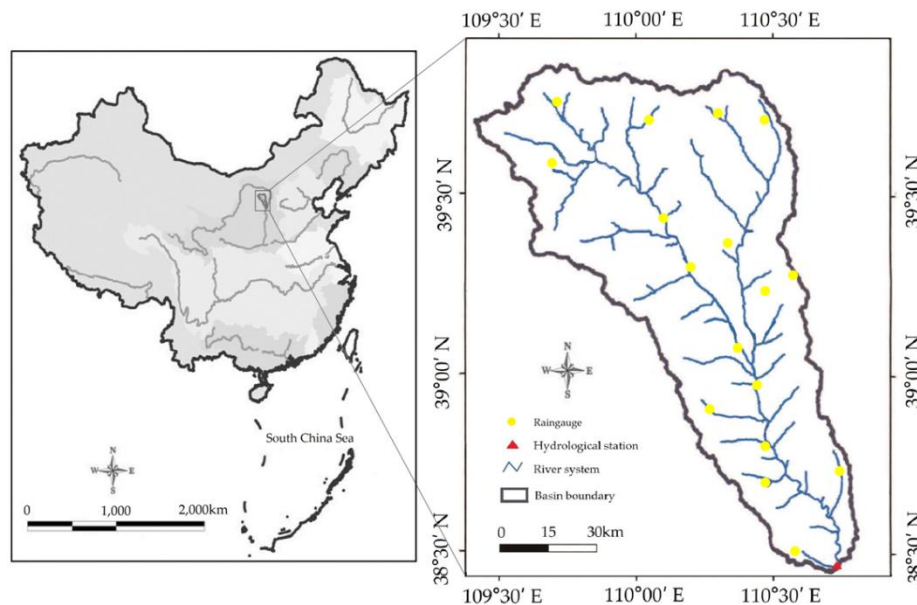 109°30′ E 110°00′ E 110°30′ E
39°30′ N
39°00′ N
38°30′ N
N
W E
S
South China Sea
0 1,000 2,000km
N
W E
S
Raingauge
Hydrological station
River system
Basin boundary
0 15 30km
39°30′ N
39°00′ N
38°30′ N
109°30′ E 110°00′ E 110°30′ E